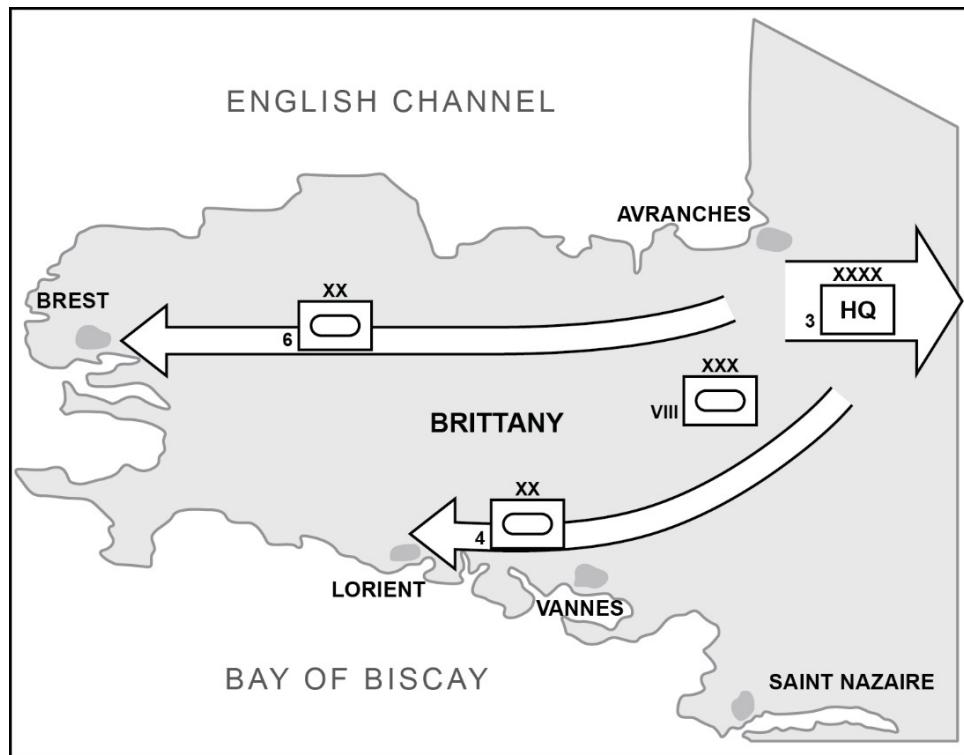 ENGLISH CHANNEL
AVRANCHES
XXXX
3 HQ
XX
6
BREST
XXX
VIII
BRITTANY
XX
4
LORIENT
VANNES
BAY OF BISCAY
SAINT NAZAIRE